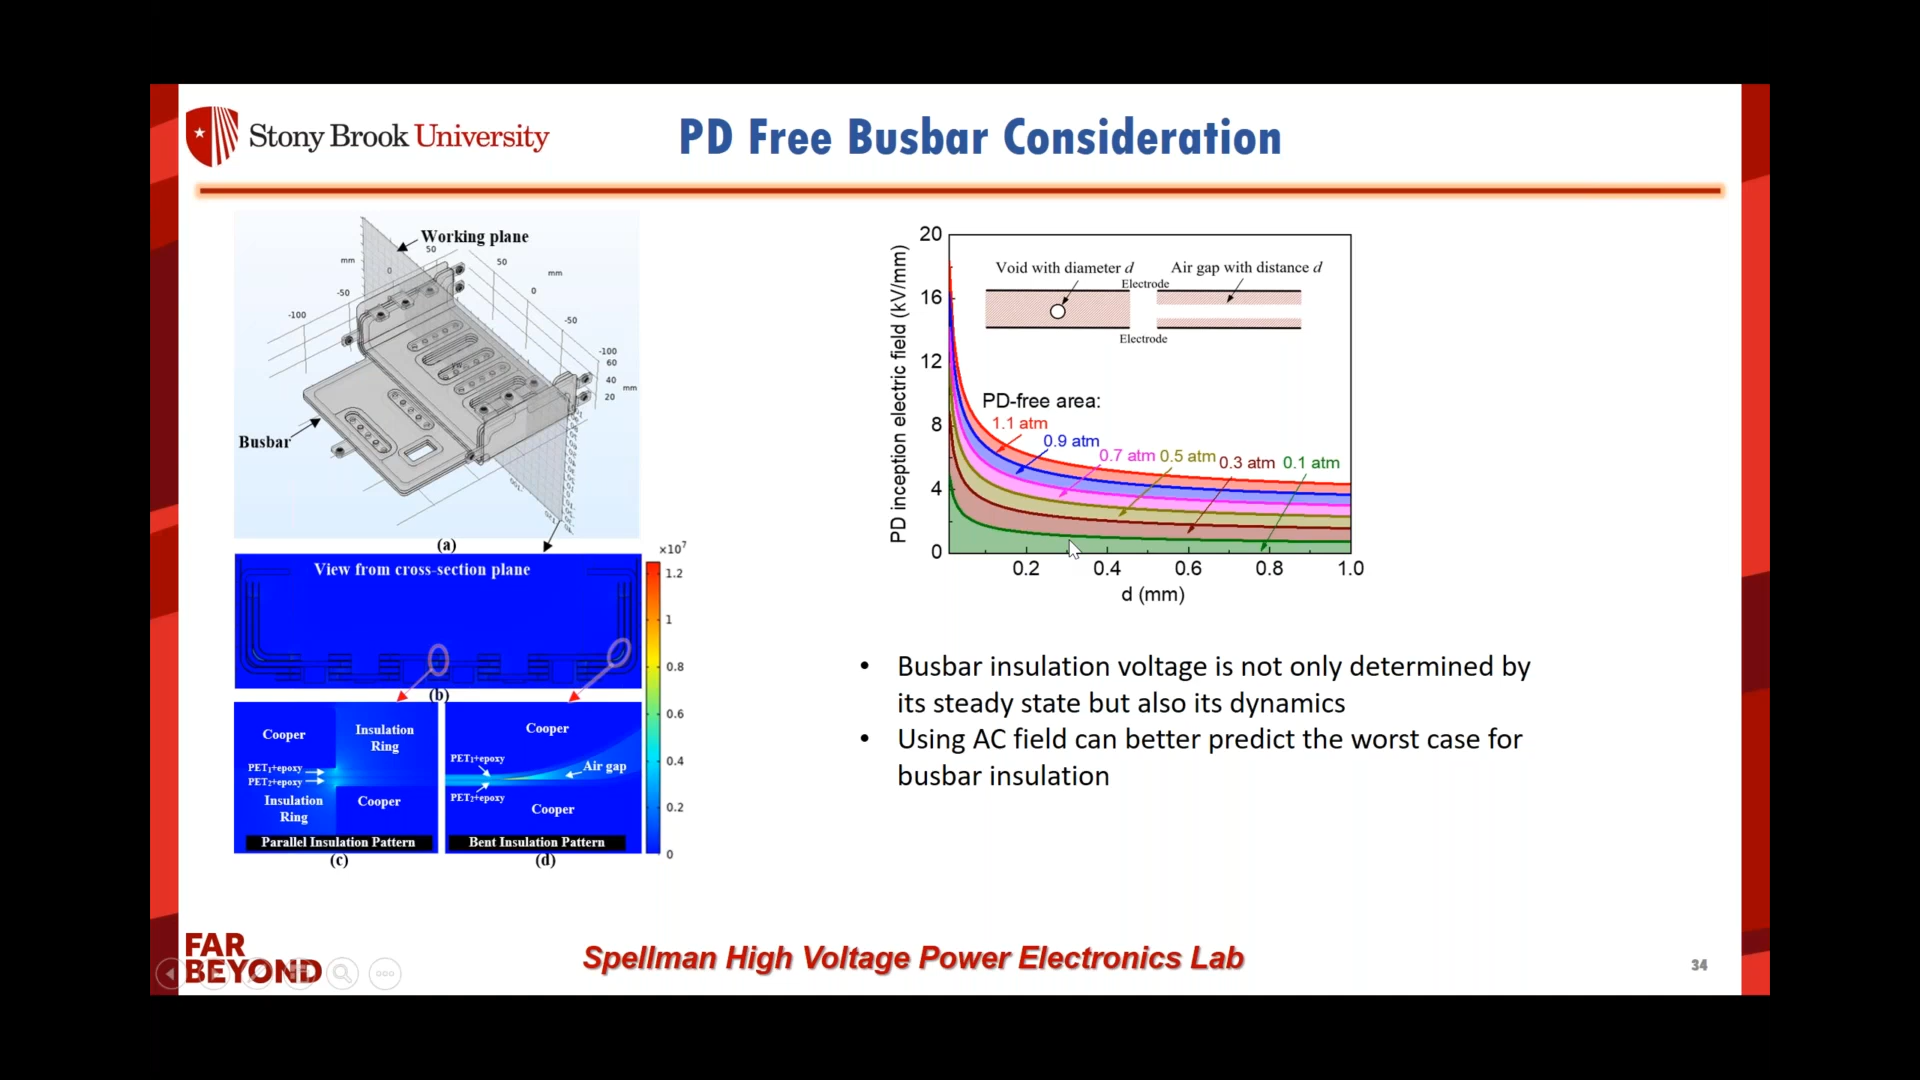 Stony Brook University
PD Free Busbar Consideration
Working plane
50
50
mm
mm
0
0
-50
-50
-100
-100
60
40
mm
20
Busbar
(a)
View from cross-section plane
(b)
×10⁷
1.2
1
0.8
0.6
0.4
0.2
0
Cooper
Insulation
Ring
PET₁+epoxy
PET₂+epoxy
Insulation
Ring
Cooper
Parallel Insulation Pattern
(c)
Cooper
PET₁+epoxy
Air gap
PET₂+epoxy
Cooper
Bent Insulation Pattern
(d)
PD inception electric field (kV/mm)
20
16
12
8
4
0
Void with diameter d
Air gap with distance d
Electrode
Electrode
PD-free area:
1.1 atm
0.9 atm
0.7 atm 0.5 atm 0.3 atm 0.1 atm
0.2 0.4 0.6 0.8 1.0
d (mm)
• Busbar insulation voltage is not only determined by
its steady state but also its dynamics
• Using AC field can better predict the worst case for
busbar insulation
FAR
BEYOND
Spellman High Voltage Power Electronics Lab
34